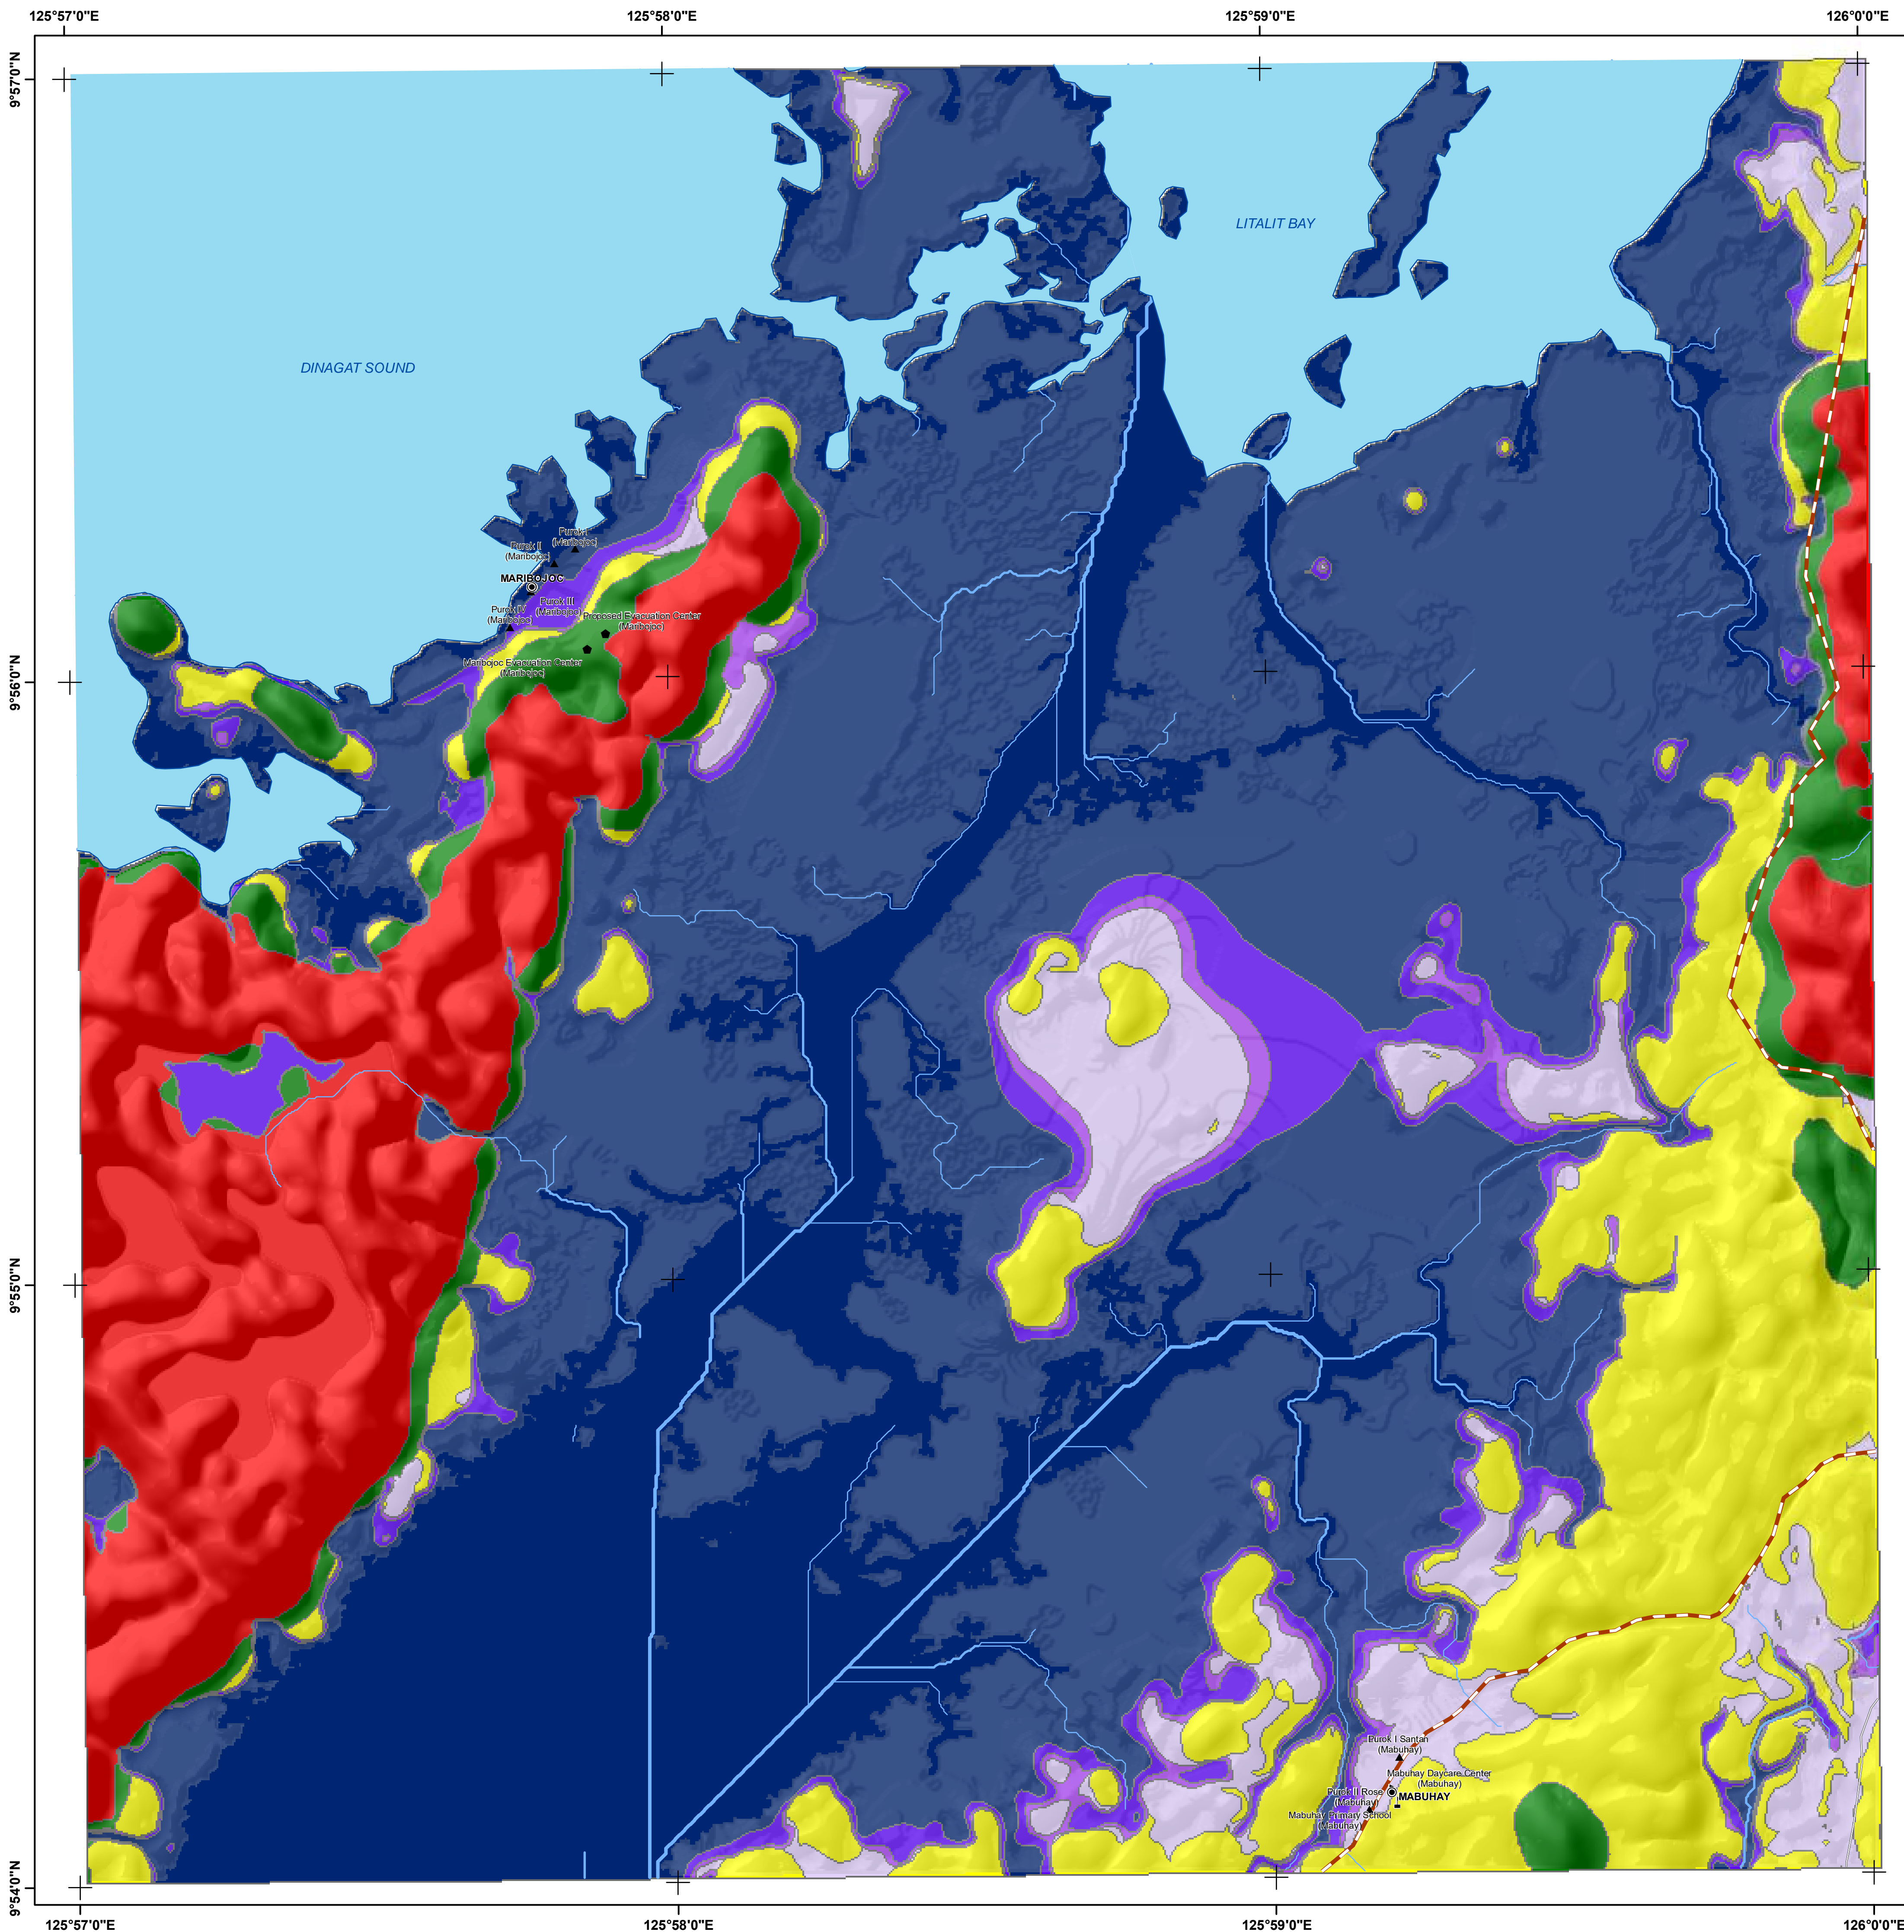 125°57'0"E
125°58'0"E
125°59'0"E
126°0'0"E
9°57'0"N
LITALIT BAY
DINAGAT SOUND
Purok I
(Maribojoc)
Purok II
(Maribojoc)
MARIBOJOC
Purok III
(Maribojoc)
Purok IV
(Maribojoc)
Proposed Evacuation Center
(Maribojoc)
Maribojoc Evacuation Center
(Maribojoc)
9°56'0"N
9°55'0"N
Purok I Santan
(Mabuhay)
Mabuhay Daycare Center
(Mabuhay)
Purok II Rose
(Mabuhay)
MABUHAY
Mabuhay Primary School
(Mabuhay)
9°54'0"N
125°57'0"E
125°58'0"E
125°59'0"E
126°0'0"E